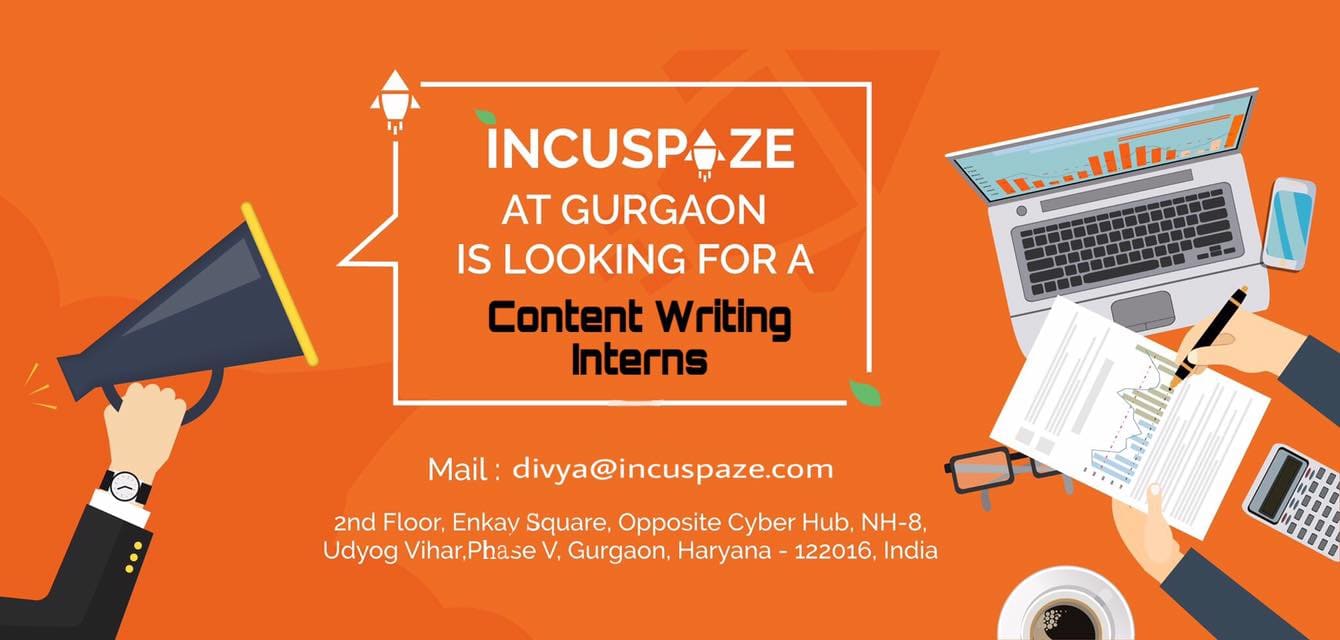 INCUSPAZE
AT GURGAON
IS LOOKING FOR A
Content Writing
Interns
Mail : divya@incuspaze.com
2nd Floor, Enkay Square, Opposite Cyber Hub, NH-8,
Udyog Vihar,Phase V, Gurgaon, Haryana - 122016, India